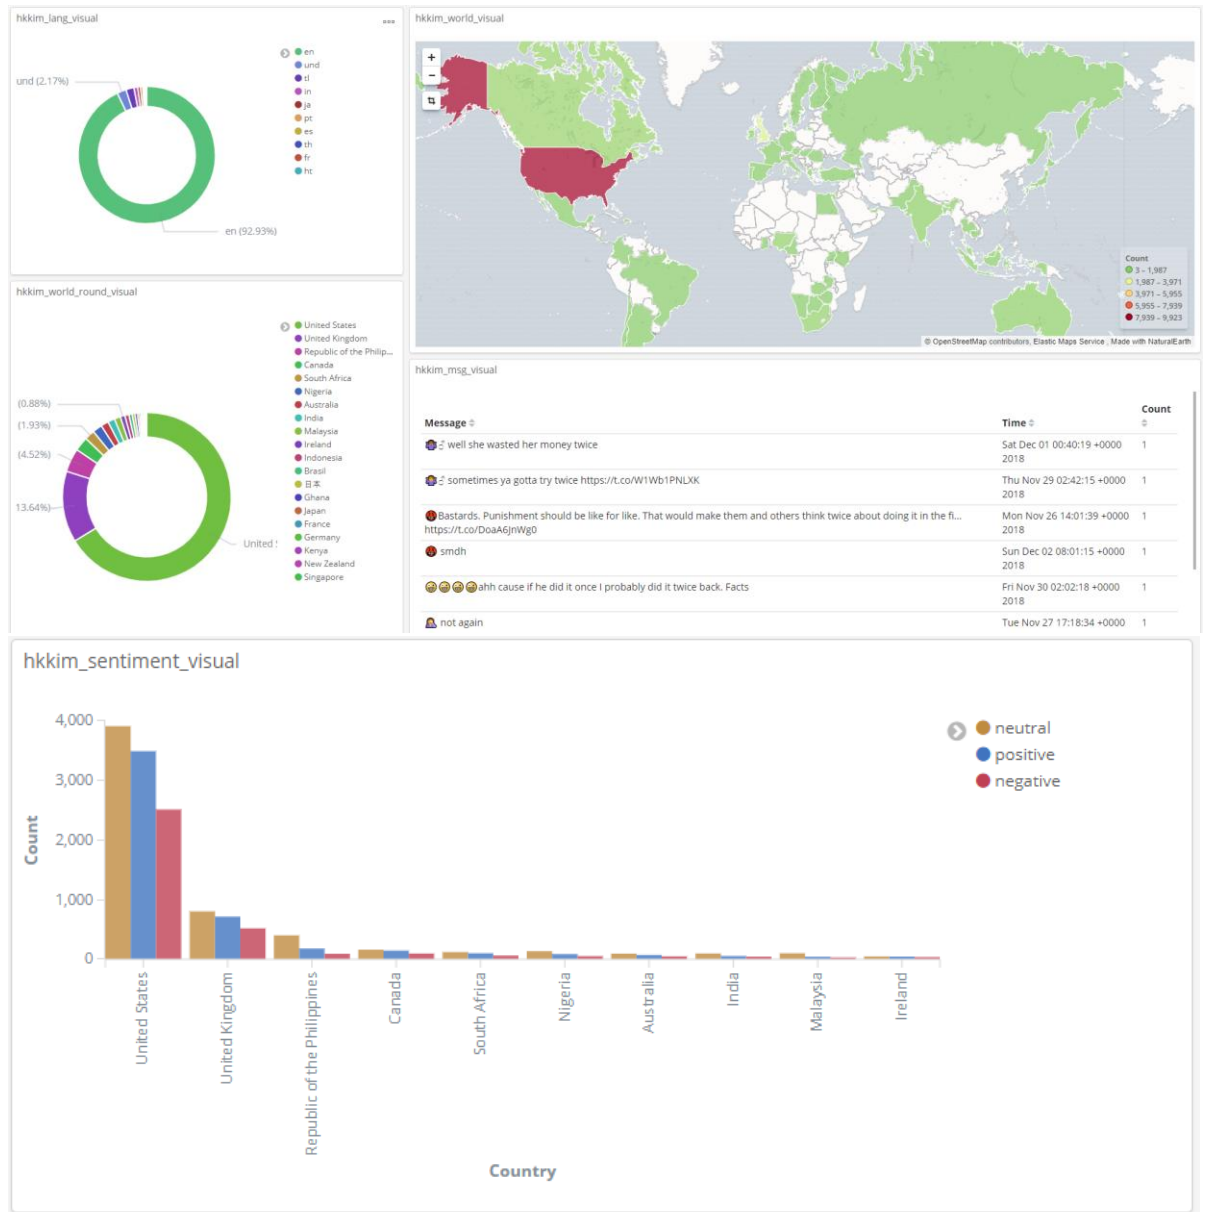 hkkim_lang_visual
und (2.17%)
en (92.93%)
en
und
tl
in
ja
pt
es
th
fr
ht
hkkim_world_visual
+
−
Count
3 – 1,987
1,987 – 3,971
3,971 – 5,955
5,955 – 7,939
7,939 – 9,923
© OpenStreetMap contributors, Elastic Maps Service , Made with NaturalEarth
hkkim_world_round_visual
(0.88%)
(1.93%)
(4.52%)
13.64%)
United
United States
United Kingdom
Republic of the Philip...
Canada
South Africa
Nigeria
Australia
India
Malaysia
Ireland
Indonesia
Brasil
日本
Ghana
Japan
France
Germany
Kenya
New Zealand
Singapore
hkkim_msg_visual
Message Time Count
well she wasted her money twice Sat Dec 01 00:40:19 +0000 1
2018
sometimes ya gotta try twice https://t.co/W1Wb1PNLXK Thu Nov 29 02:42:15 +0000 1
2018
Bastards. Punishment should be like for like. That would make them and others think twice about doing it in the fi... Mon Nov 26 14:01:39 +0000 1
https://t.co/DoaA6JnWg0 2018
smdh Sun Dec 02 08:01:15 +0000 1
2018
ahh cause if he did it once I probably did it twice back. Facts Fri Nov 30 02:02:18 +0000 1
2018
not again Tue Nov 27 17:18:34 +0000 1
hkkim_sentiment_visual
4,000
3,000
2,000
1,000
0
Count
United States
United Kingdom
Republic of the Philippines
Canada
South Africa
Nigeria
Australia
India
Malaysia
Ireland
Country
neutral
positive
negative